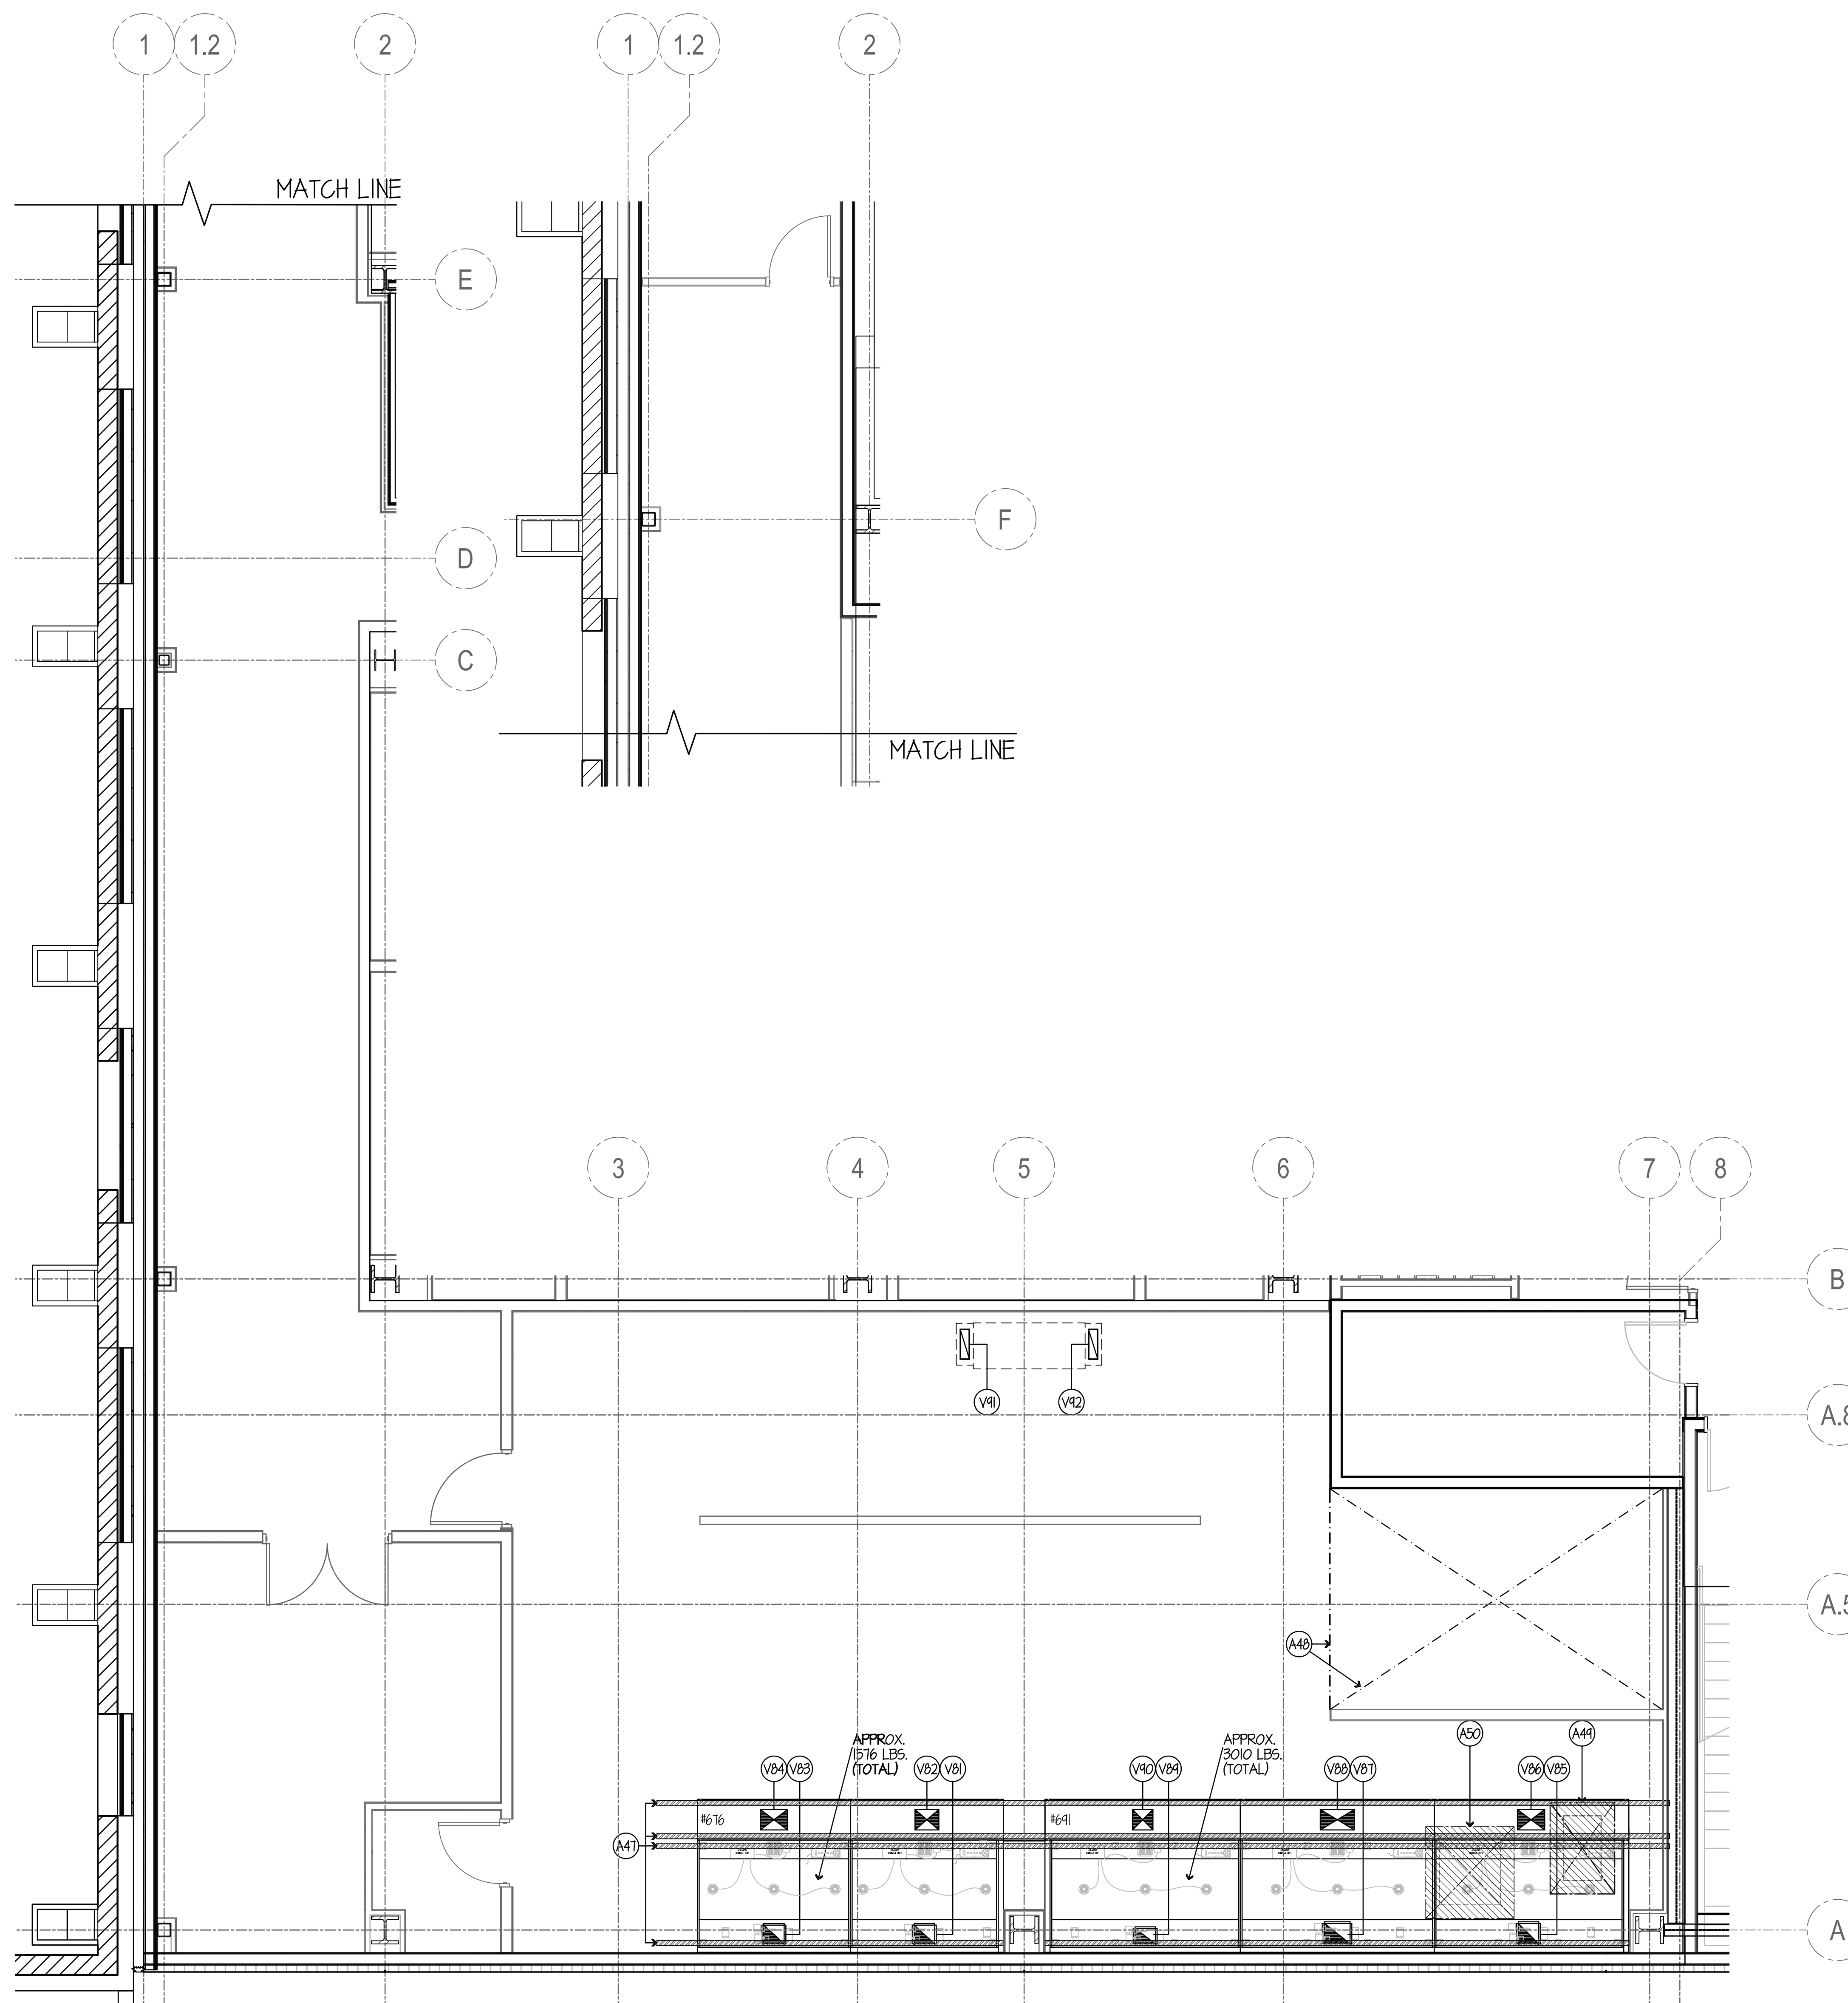 1 1.2 2 1 1.2 2
MATCH LINE
E
F
D
C
MATCH LINE
3 4 5 6 7 8
B
V91 V92
A.8
A.5
A48
APPROX.
1576 LBS.
(TOTAL)
APPROX.
3010 LBS.
(TOTAL)
A50 A49
V84 V83 V82 V81 V90 V89 V88 V87 V86 V85
#676 #691
A47
A